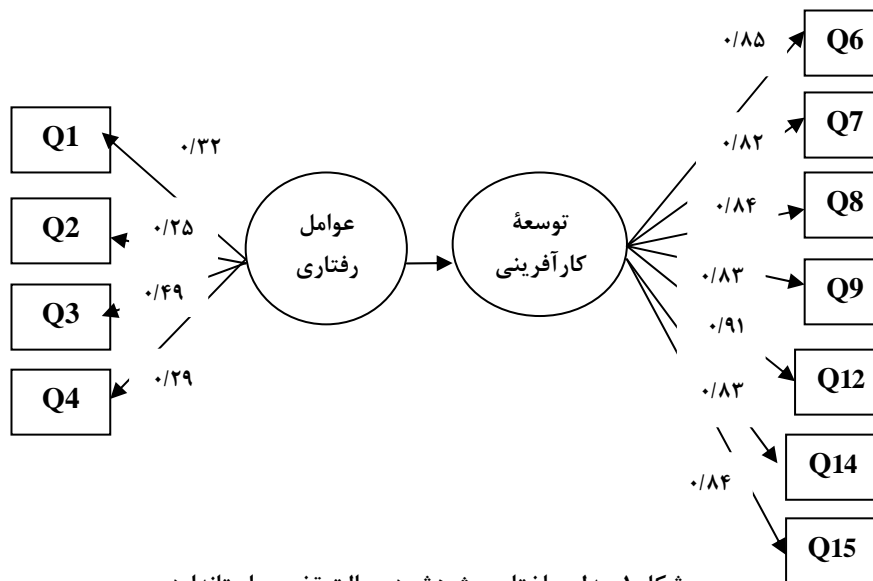 Q1
Q2
Q3
Q4
۰/۳۲
۰/۲۵
۰/۴۹
۰/۲۹
عوامل
رفتاری
توسعۀ
کارآفرینی
۰/۸۵
۰/۸۲
۰/۸۴
۰/۸۳
۰/۹۱
۰/۸۳
۰/۸۴
Q6
Q7
Q8
Q9
Q12
Q14
Q15